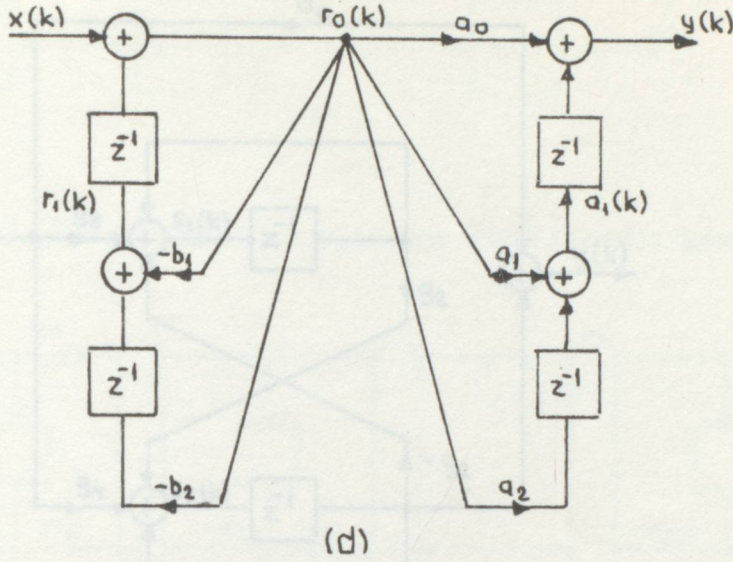 x(k) + r₀(k) a₀ + y(k)
z⁻¹ z⁻¹
r₁(k) a₁(k)
+ -b₁ a₁ +
z⁻¹ z⁻¹
-b₂ a₂
(d)